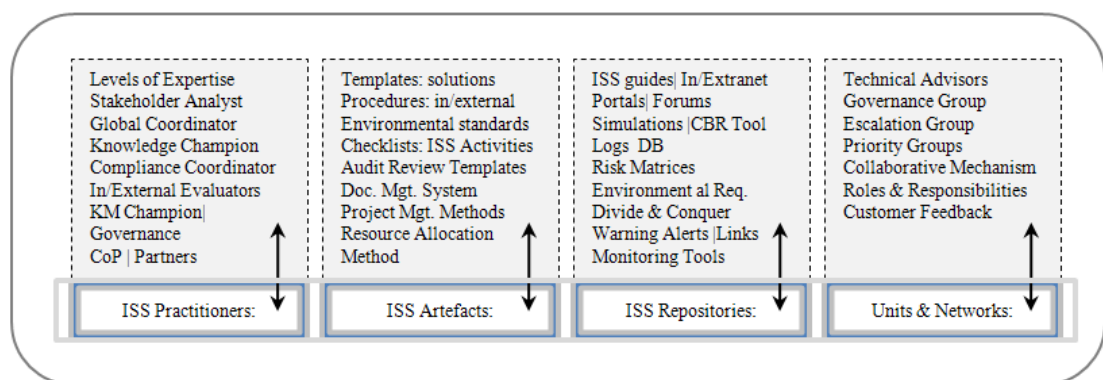 Levels of Expertise
Stakeholder Analyst
Global Coordinator
Knowledge Champion
Compliance Coordinator
In/External Evaluators
KM Champion|
Governance
CoP | Partners
ISS Practitioners:
Templates: solutions
Procedures: in/external
Environmental standards
Checklists: ISS Activities
Audit Review Templates
Doc. Mgt. System
Project Mgt. Methods
Resource Allocation
Method
ISS Artefacts:
ISS guides| In/Extranet
Portals| Forums
Simulations |CBR Tool
Logs DB
Risk Matrices
Environment al Req.
Divide & Conquer
Warning Alerts |Links
Monitoring Tools
ISS Repositories:
Technical Advisors
Governance Group
Escalation Group
Priority Groups
Collaborative Mechanism
Roles & Responsibilities
Customer Feedback
Units & Networks: